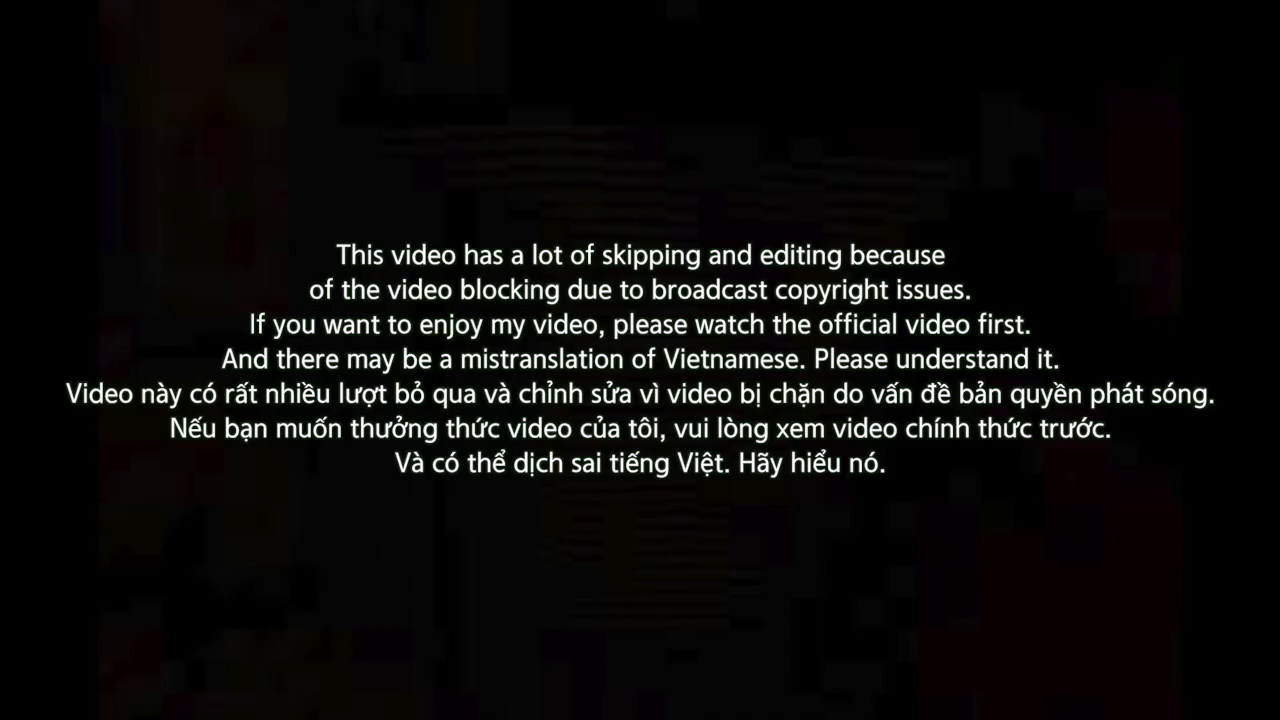 This video has a lot of skipping and editing because
of the video blocking due to broadcast copyright issues.
If you want to enjoy my video, please watch the official video first.
And there may be a mistranslation of Vietnamese. Please understand it.
Video này có rất nhiều lượt bỏ qua và chỉnh sửa vì video bị chặn do vấn đề bản quyền phát sóng.
Nếu bạn muốn thưởng thức video của tôi, vui lòng xem video chính thức trước.
Và có thể dịch sai tiếng Việt. Hãy hiểu nó.